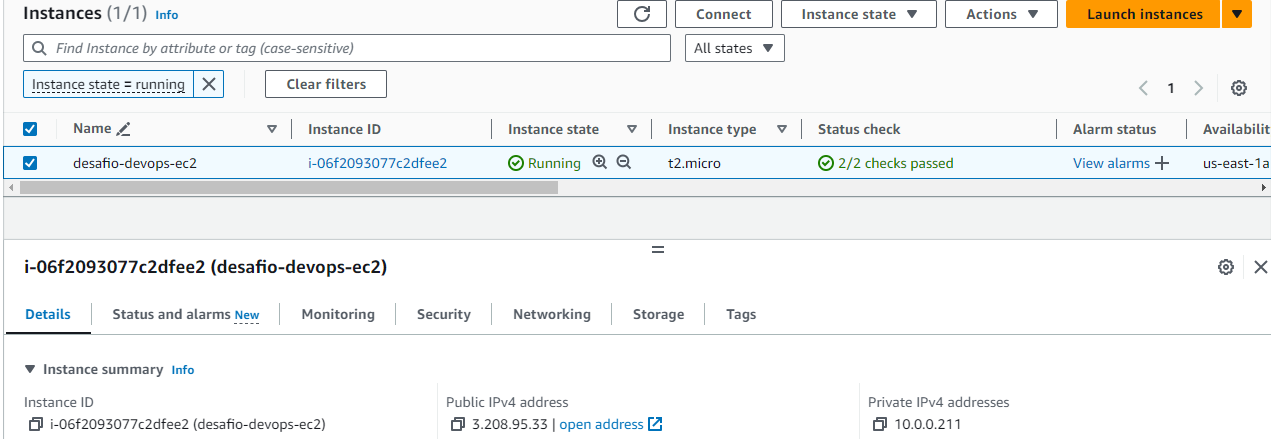 Instances (1/1) Info Connect Instance state Actions Launch instances
Find Instance by attribute or tag (case-sensitive) All states
Instance state = running Clear filters 1
Name Instance ID Instance state Instance type Status check Alarm status Availabilit
desafio-devops-ec2 i-06f2093077c2dfee2 Running t2.micro 2/2 checks passed View alarms us-east-1a
i-06f2093077c2dfee2 (desafio-devops-ec2)
Details Status and alarms New Monitoring Security Networking Storage Tags
Instance summary Info
Instance ID Public IPv4 address Private IPv4 addresses
i-06f2093077c2dfee2 (desafio-devops-ec2) 3.208.95.33 | open address 10.0.0.211